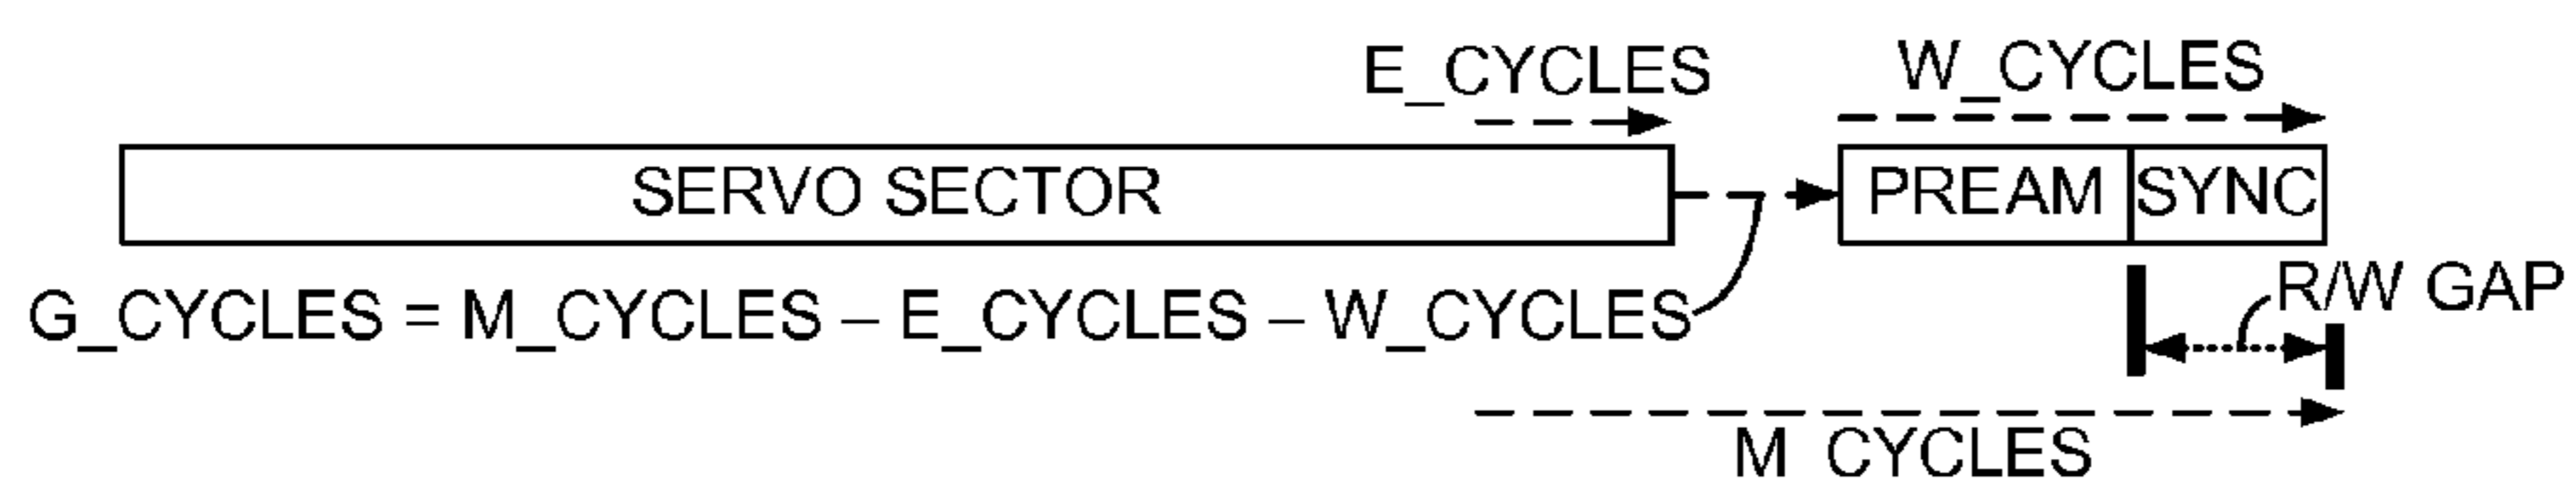 E_CYCLES
W_CYCLES
SERVO SECTOR
PREAM
SYNC
G_CYCLES = M_CYCLES – E_CYCLES – W_CYCLES
R/W GAP
M CYCLES